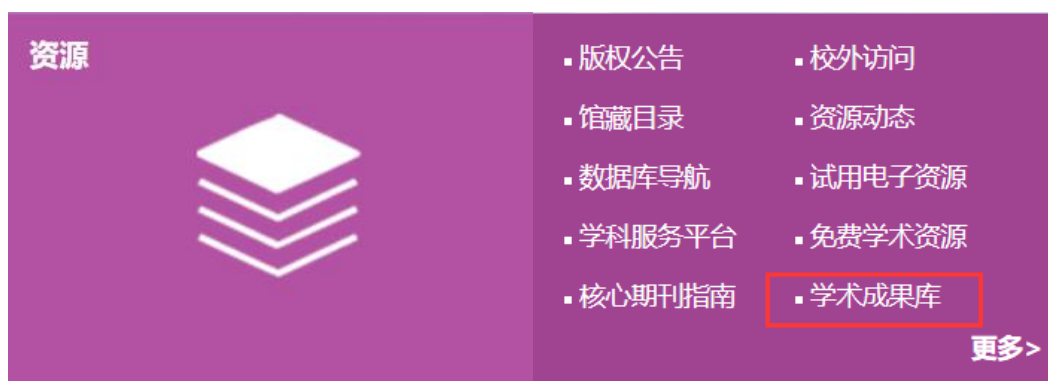 资源
▪版权公告 ▪校外访问
▪馆藏目录 ▪资源动态
▪数据库导航 ▪试用电子资源
▪学科服务平台 ▪免费学术资源
▪核心期刊指南 ▪学术成果库
更多>